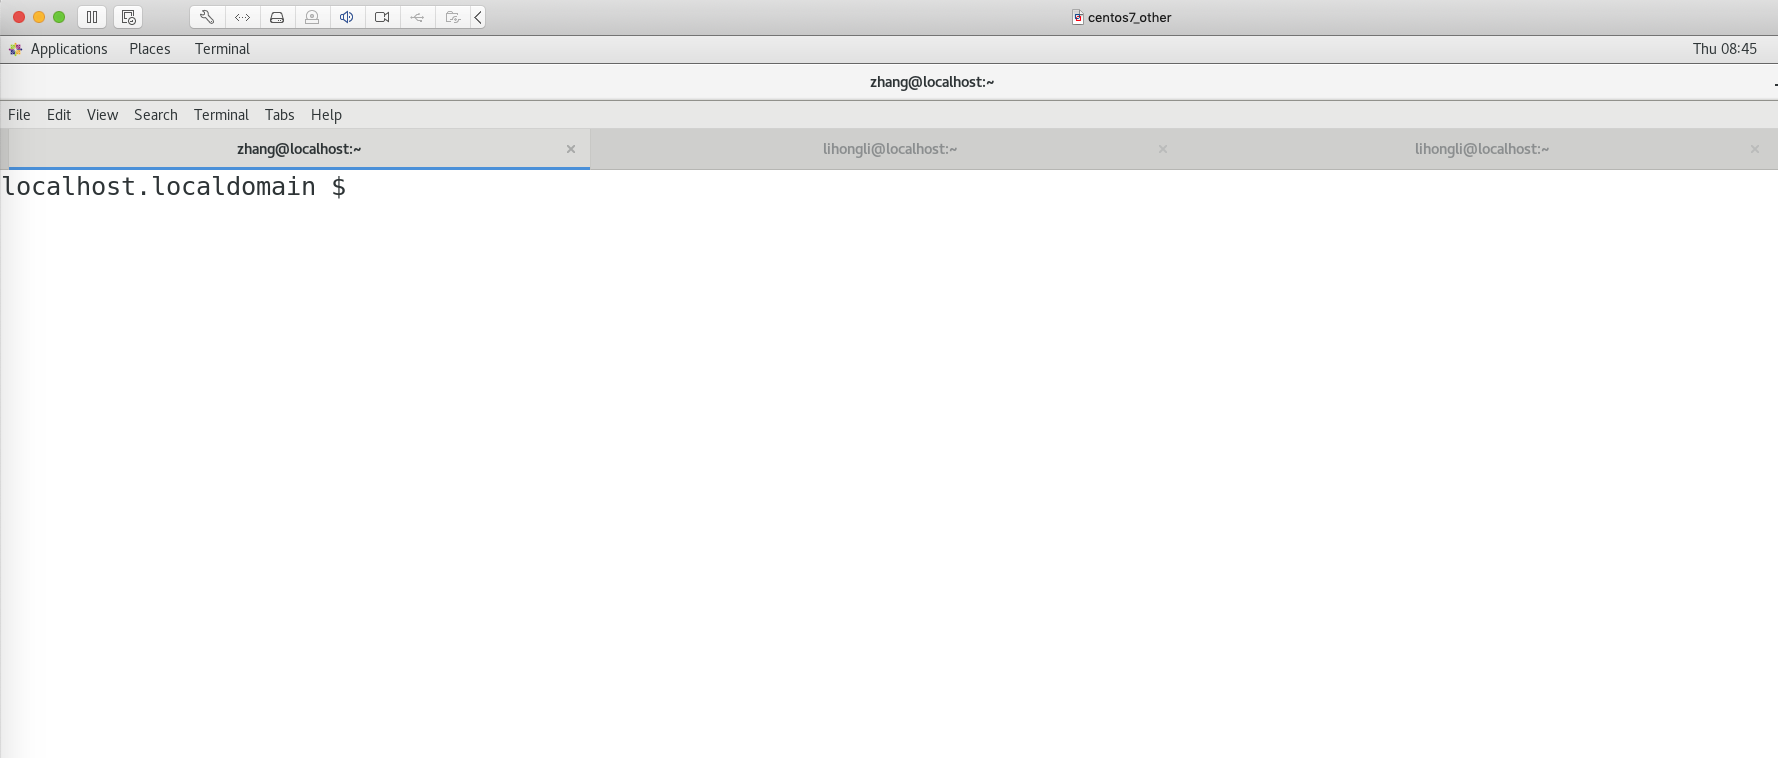 centos7_other
Applications Places Terminal Thu 08:45
zhang@localhost:~
File Edit View Search Terminal Tabs Help
zhang@localhost:~ lihongli@localhost:~ lihongli@localhost:~
localhost.localdomain $